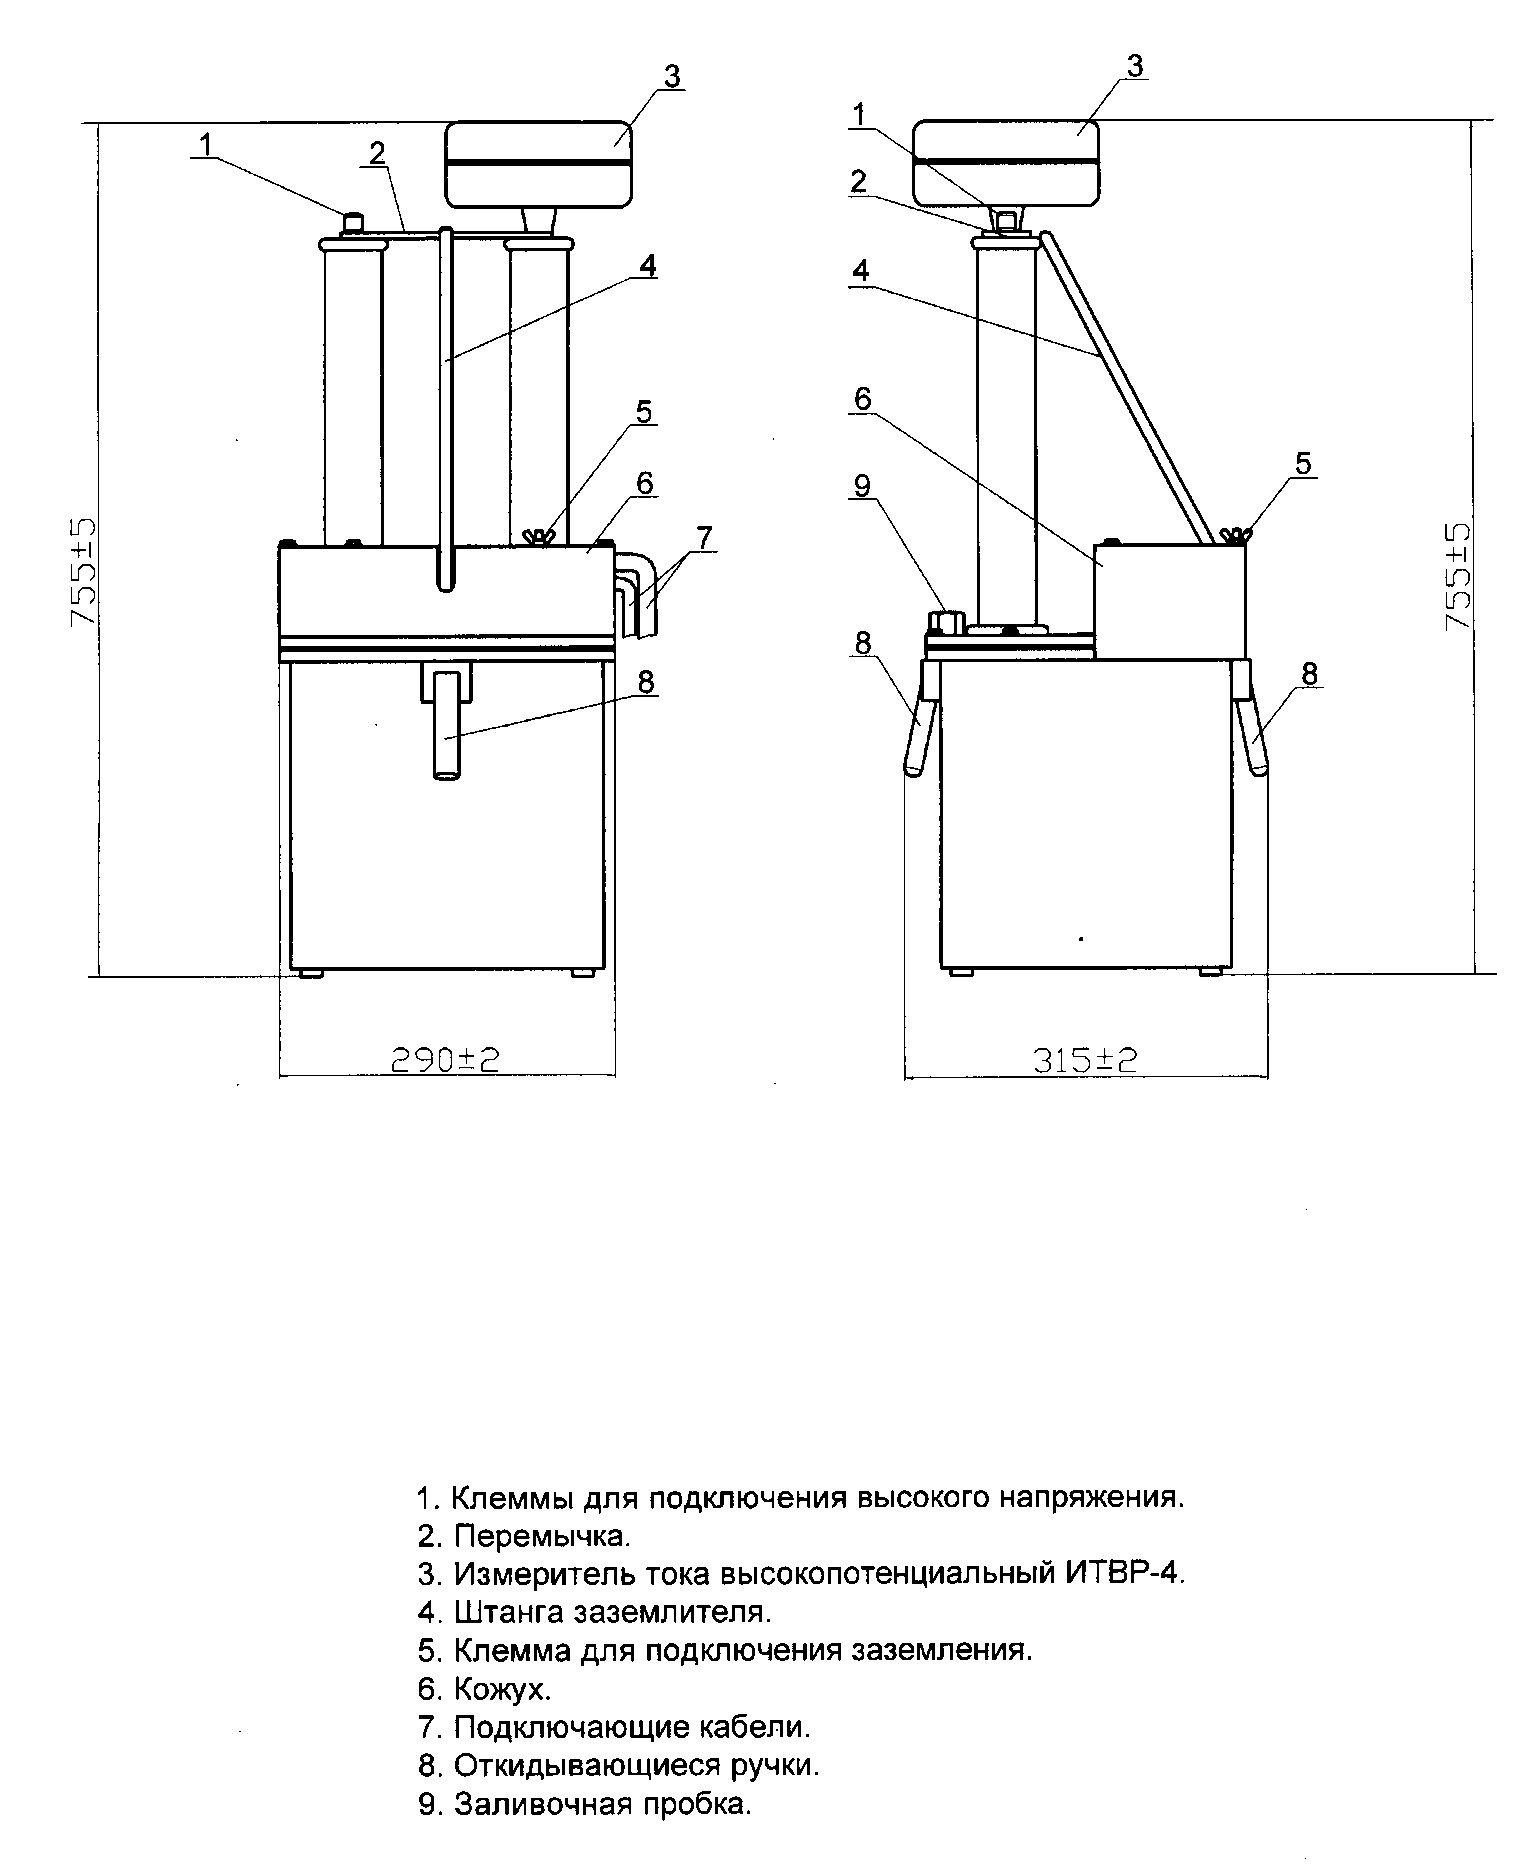 3
1
2
4
5
6
7
8
755±5
290±2
3
1
2
4
6
9
5
8
8
755±5
315±2
1. Клеммы для подключения высокого напряжения.
2. Перемычка.
3. Измеритель тока высокопотенциальный ИТВР-4.
4. Штанга заземлителя.
5. Клемма для подключения заземления.
6. Кожух.
7. Подключающие кабели.
8. Откидывающиеся ручки.
9. Заливочная пробка.